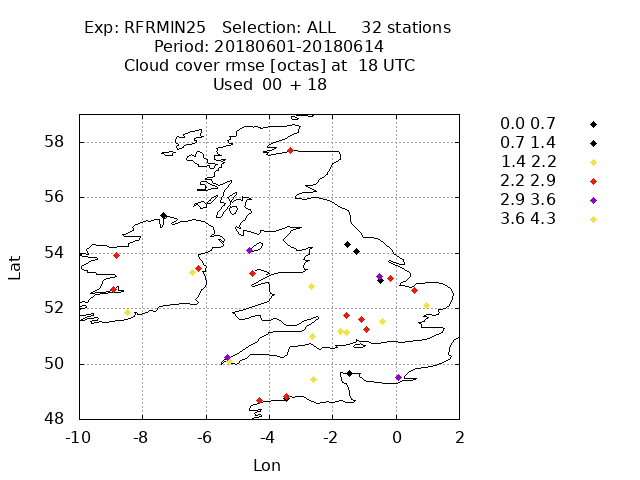 Exp: RFRMIN25 Selection: ALL 32 stations
Period: 20180601-20180614
Cloud cover rmse [octas] at 18 UTC
Used 00 + 18
0.0 0.7
0.7 1.4
1.4 2.2
2.2 2.9
2.9 3.6
3.6 4.3
58
56
54
52
50
48
Lat
-10 -8 -6 -4 -2 0 2
Lon